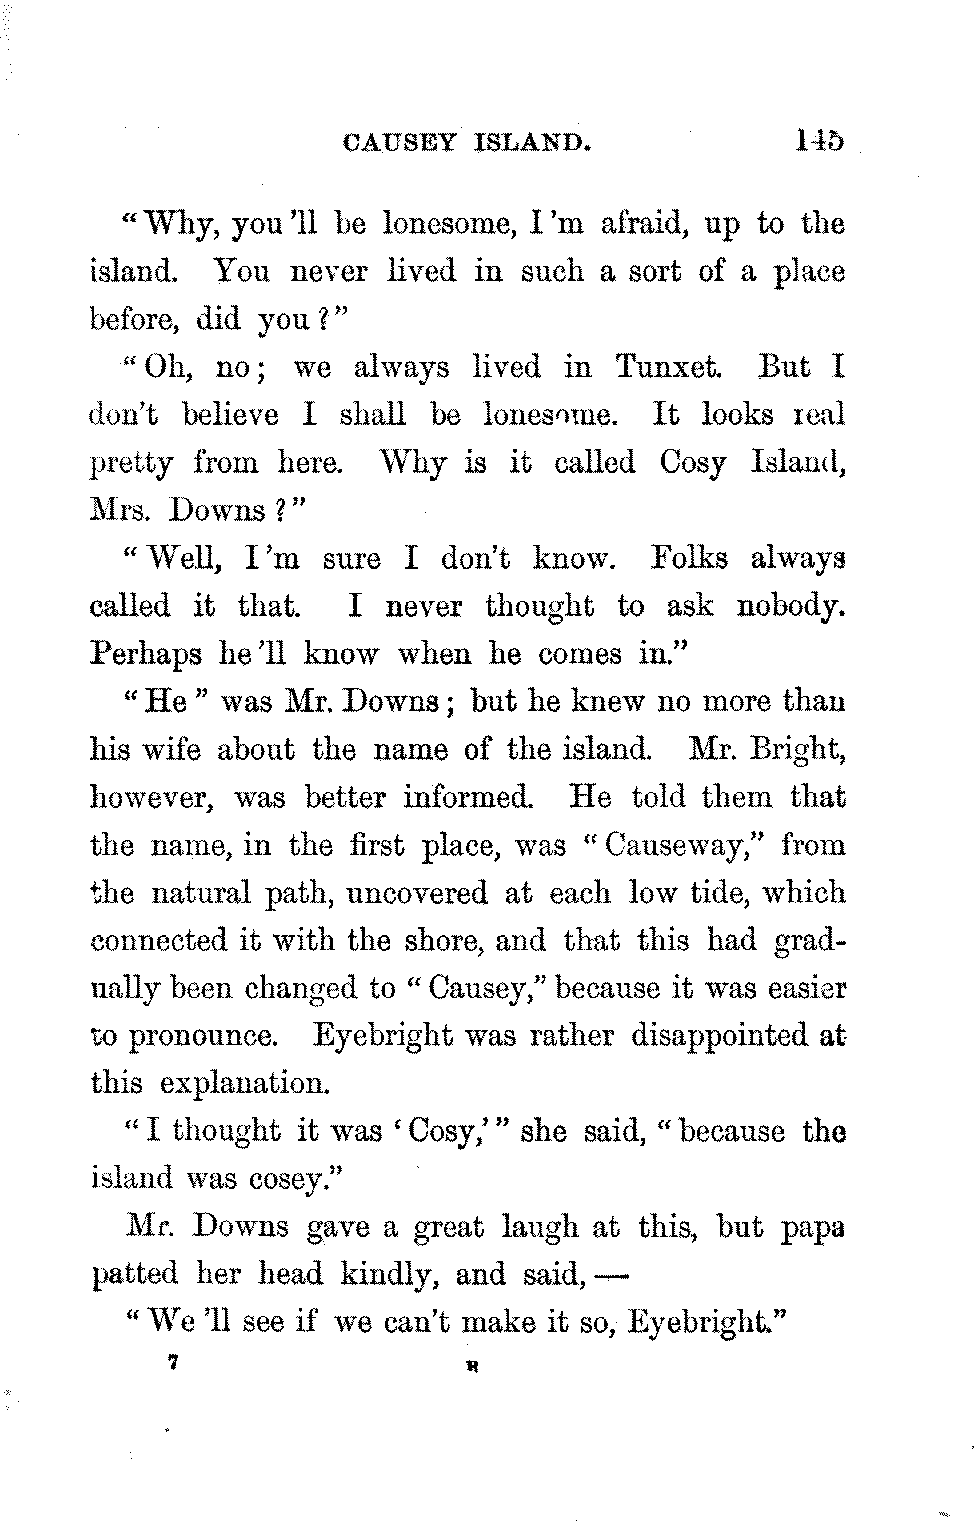 CAUSEY ISLAND. 145
“Why, you'll be lonesome, I'm afraid, up to the
island. You never lived in such a sort of a place
before, did you?”
“Oh, no; we always lived in Tunxet. But I
don't believe I shall be lonesome. It looks real
pretty from here. Why is it called Cosy Island,
Mrs. Downs?”
“Well, I'm sure I don't know. Folks always
called it that. I never thought to ask nobody.
Perhaps he'll know when he comes in.”
“He” was Mr. Downs; but he knew no more than
his wife about the name of the island. Mr. Bright,
however, was better informed. He told them that
the name, in the first place, was “Causeway,” from
the natural path, uncovered at each low tide, which
connected it with the shore, and that this had grad-
ually been changed to “Causey,” because it was easier
to pronounce. Eyebright was rather disappointed at
this explanation.
“I thought it was ‘Cosy,’” she said, “because the
island was cosey.”
Mr. Downs gave a great laugh at this, but papa
patted her head kindly, and said,—
“We'll see if we can't make it so, Eyebright.”
7